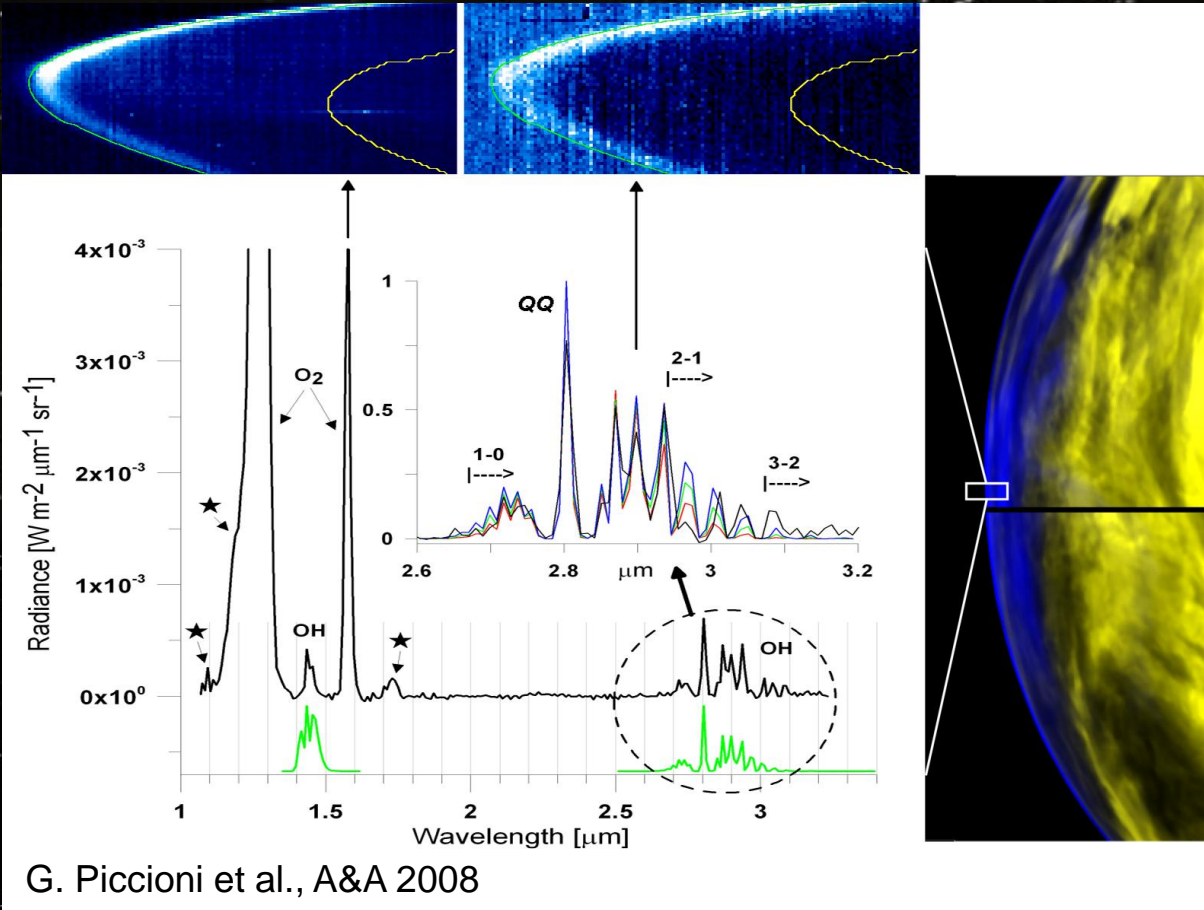 4x10⁻³
3x10⁻³
2x10⁻³
1x10⁻³
0x10⁰
Radiance [W m⁻² µm⁻¹ sr⁻¹]
O₂
OH
1
0.5
0
QQ
1-0
|---->
2-1
|---->
3-2
|---->
2.6 2.8 µm 3 3.2
OH
1 1.5 2 2.5 3
Wavelength [µm]
G. Piccioni et al., A&A 2008